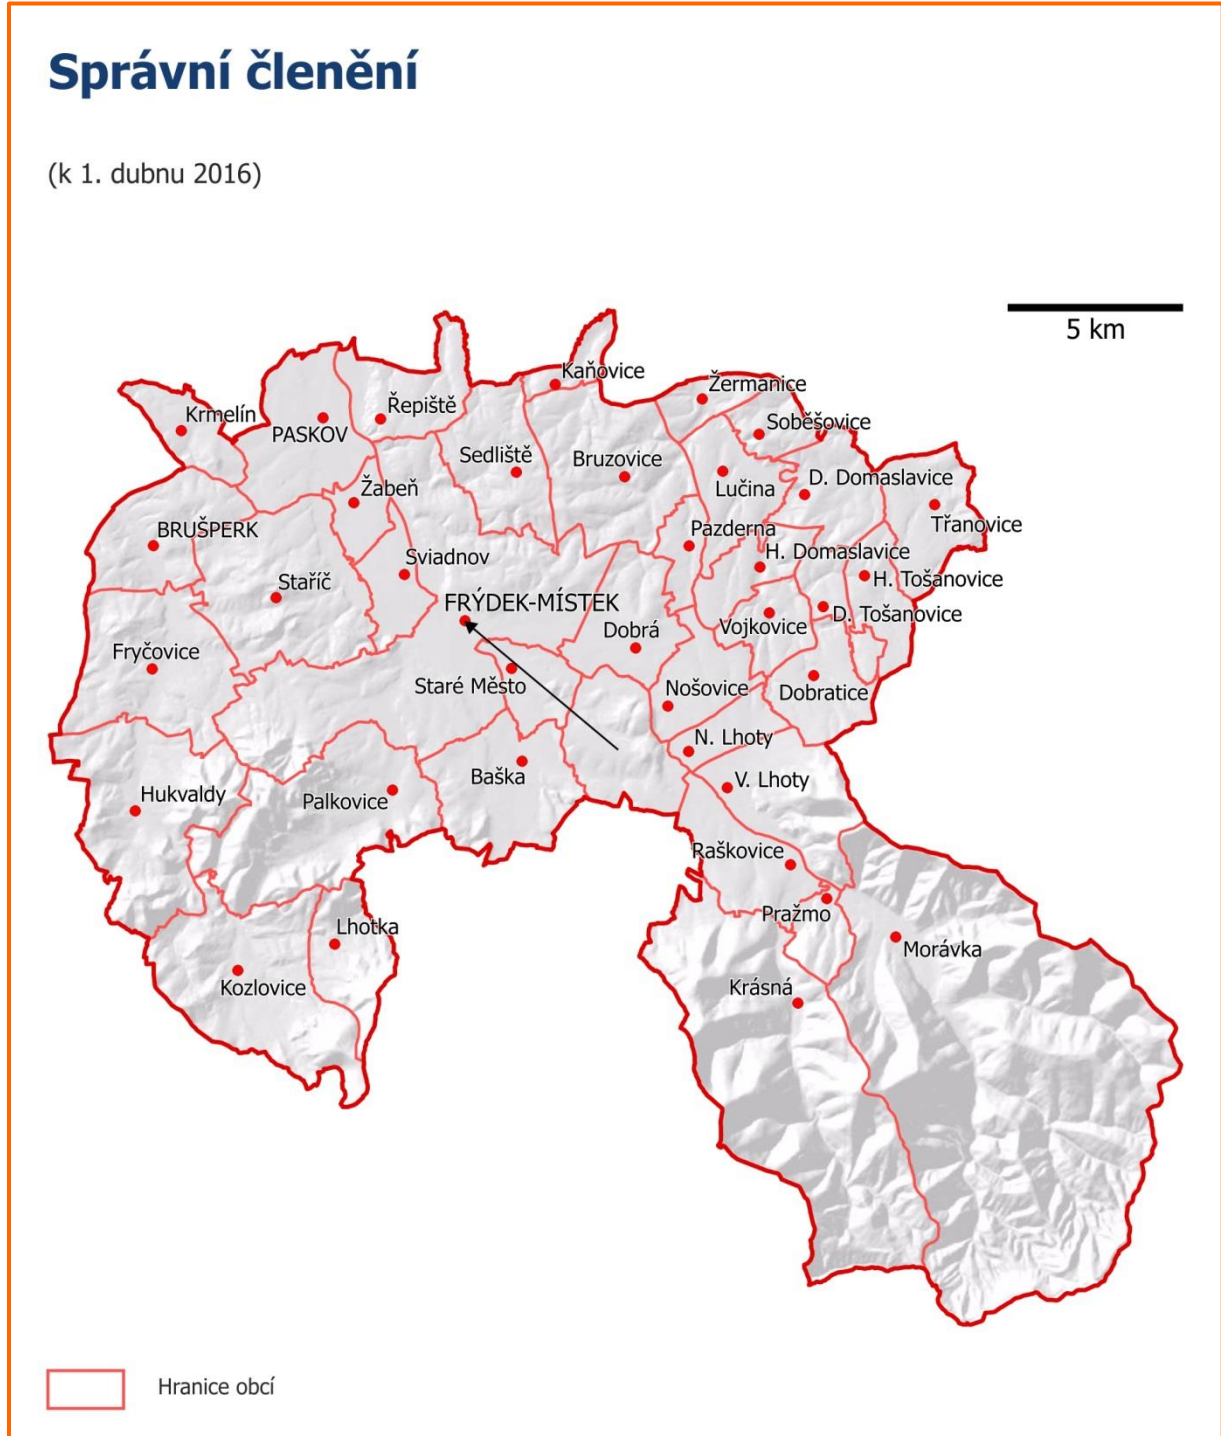 Správní členění
(k 1. dubnu 2016)
5 km
Kaňovice
Žermanice
Řepiště
Krmelín
PASKOV
Soběšovice
Sedliště
Bruzovice
D. Domaslavice
Lučina
Žabeň
Třanovice
BRUŠPERK
Pazderna
H. Domaslavice
Sviadnov
H. Tošanovice
Staříč
FRÝDEK-MÍSTEK
D. Tošanovice
Vojkovice
Dobrá
Fryčovice
Staré Město
Nošovice
Dobratice
N. Lhoty
Baška
V. Lhoty
Hukvaldy
Palkovice
Raškovice
Pražmo
Lhotka
Morávka
Kozlovice
Krásná
Hranice obcí